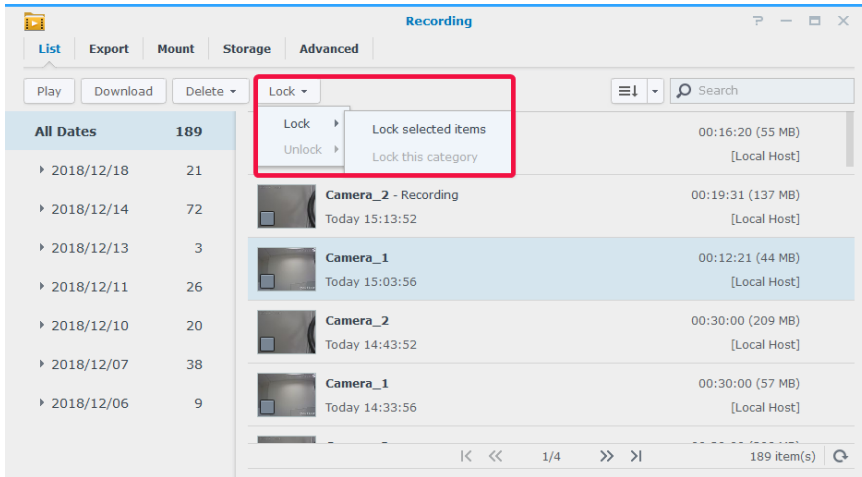 Recording
List Export Mount Storage Advanced
Play Download Delete Lock Search
All Dates 189
2018/12/18 21
2018/12/14 72
2018/12/13 3
2018/12/11 26
2018/12/10 20
2018/12/07 38
2018/12/06 9
Lock
Unlock
Lock selected items
Lock this category
00:16:20 (55 MB)
[Local Host]
Camera_2 - Recording 00:19:31 (137 MB)
Today 15:13:52 [Local Host]
Camera_1 00:12:21 (44 MB)
Today 15:03:56 [Local Host]
Camera_2 00:30:00 (209 MB)
Today 14:43:52 [Local Host]
Camera_1 00:30:00 (57 MB)
Today 14:33:56 [Local Host]
1/4 189 item(s)